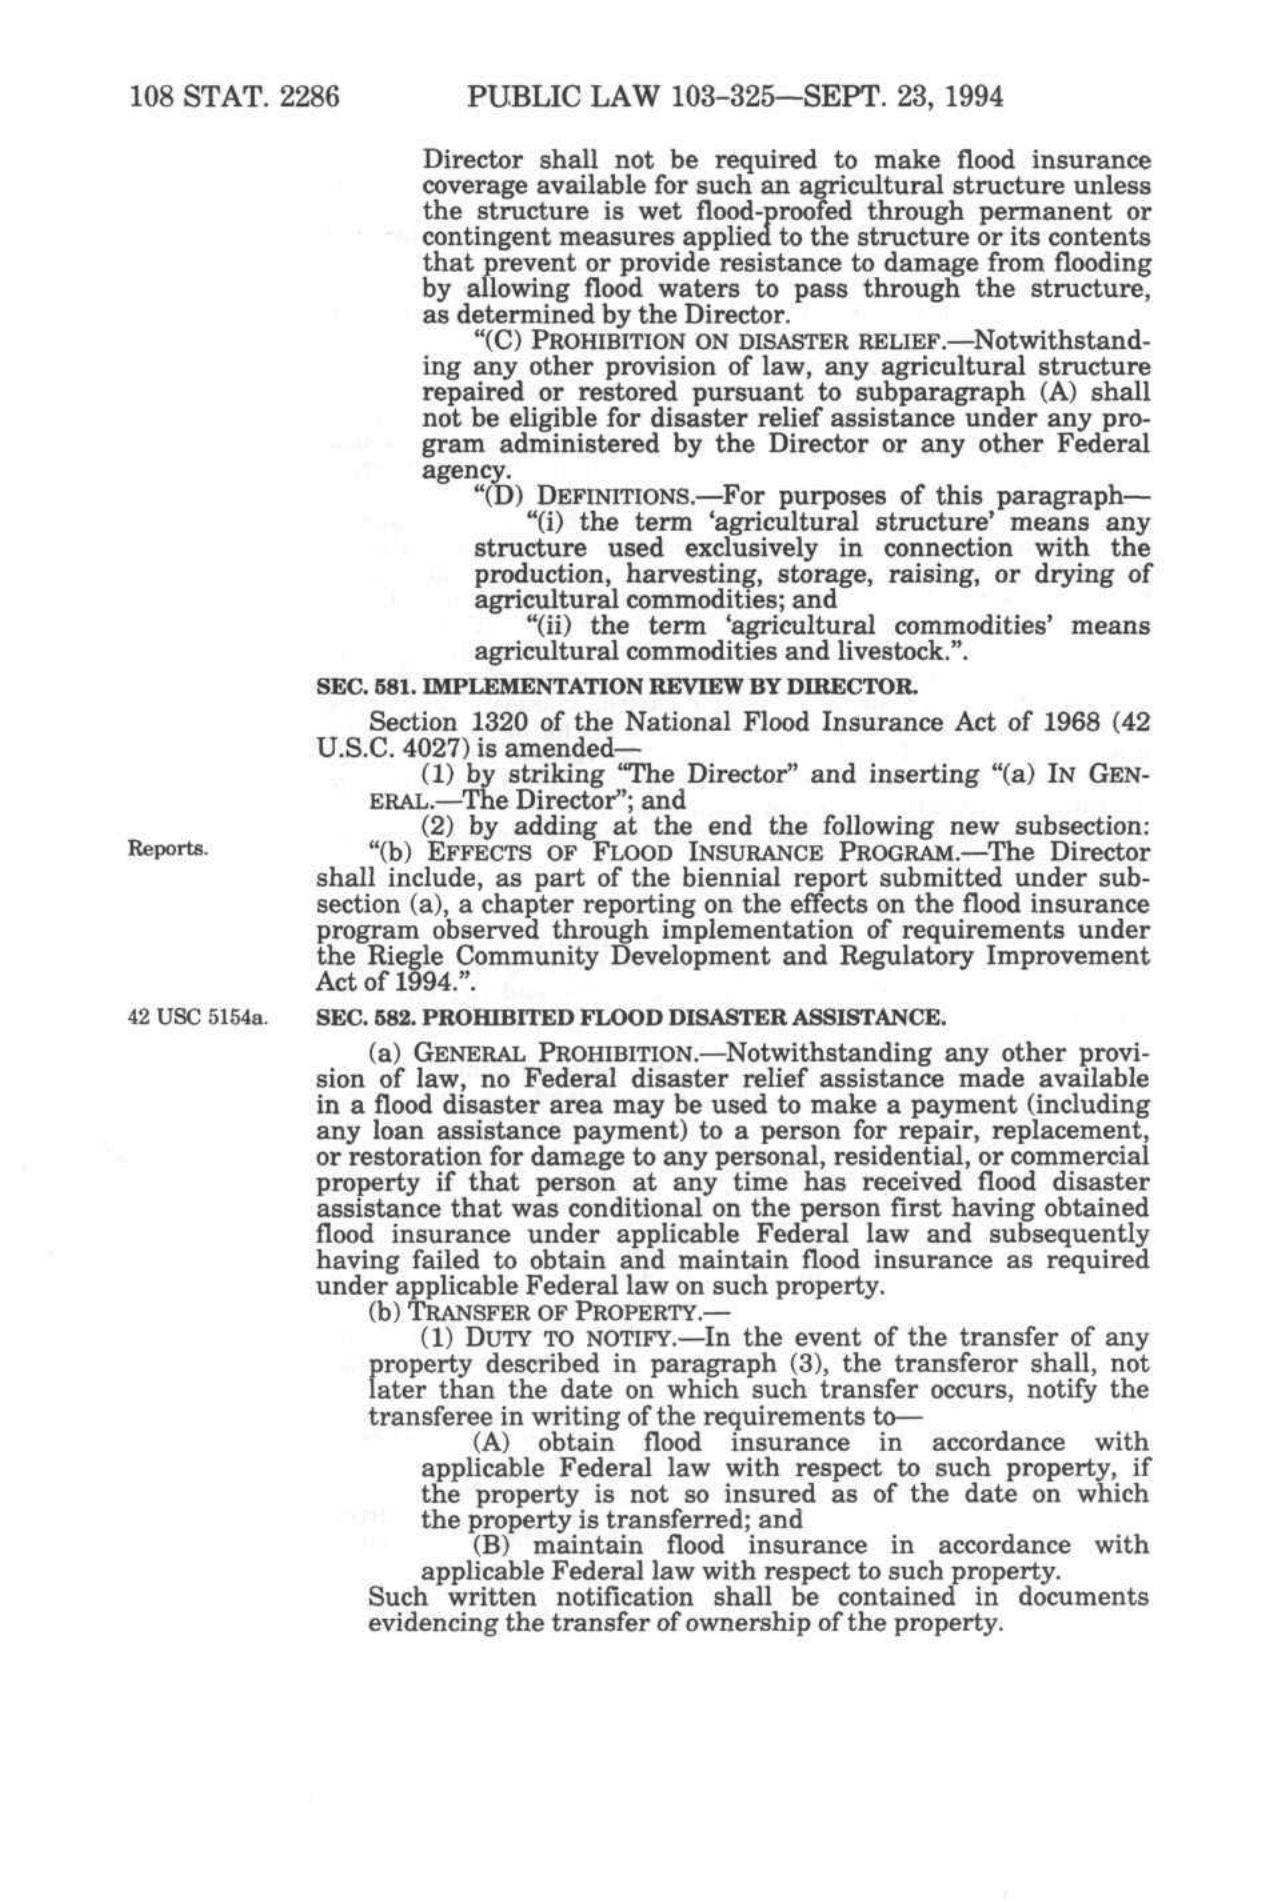 108 STAT. 2286 PUBLIC LAW 103-325—SEPT. 23, 1994
Director shall not be required to make flood insurance
coverage available for such an agricultural structure unless
the structure is wet flood-proofed through permanent or
contingent measures applied to the structure or its contents
that prevent or provide resistance to damage from flooding
by allowing flood waters to pass through the structure,
as determined by the Director.
“(C) PROHIBITION ON DISASTER RELIEF.—Notwithstand-
ing any other provision of law, any agricultural structure
repaired or restored pursuant to subparagraph (A) shall
not be eligible for disaster relief assistance under any pro-
gram administered by the Director or any other Federal
agency.
“(D) DEFINITIONS.—For purposes of this paragraph—
“(i) the term ‘agricultural structure’ means any
structure used exclusively in connection with the
production, harvesting, storage, raising, or drying of
agricultural commodities; and
“(ii) the term ‘agricultural commodities’ means
agricultural commodities and livestock.”.
SEC. 581. IMPLEMENTATION REVIEW BY DIRECTOR.
Section 1320 of the National Flood Insurance Act of 1968 (42
U.S.C. 4027) is amended—
(1) by striking “The Director” and inserting “(a) IN GEN-
ERAL.—The Director”; and
(2) by adding at the end the following new subsection:
Reports.
“(b) EFFECTS OF FLOOD INSURANCE PROGRAM.—The Director
shall include, as part of the biennial report submitted under sub-
section (a), a chapter reporting on the effects on the flood insurance
program observed through implementation of requirements under
the Riegle Community Development and Regulatory Improvement
Act of 1994.”.
42 USC 5154a.
SEC. 582. PROHIBITED FLOOD DISASTER ASSISTANCE.
(a) GENERAL PROHIBITION.—Notwithstanding any other provi-
sion of law, no Federal disaster relief assistance made available
in a flood disaster area may be used to make a payment (including
any loan assistance payment) to a person for repair, replacement,
or restoration for damage to any personal, residential, or commercial
property if that person at any time has received flood disaster
assistance that was conditional on the person first having obtained
flood insurance under applicable Federal law and subsequently
having failed to obtain and maintain flood insurance as required
under applicable Federal law on such property.
(b) TRANSFER OF PROPERTY.—
(1) DUTY TO NOTIFY.—In the event of the transfer of any
property described in paragraph (3), the transferor shall, not
later than the date on which such transfer occurs, notify the
transferee in writing of the requirements to—
(A) obtain flood insurance in accordance with
applicable Federal law with respect to such property, if
the property is not so insured as of the date on which
the property is transferred; and
(B) maintain flood insurance in accordance with
applicable Federal law with respect to such property.
Such written notification shall be contained in documents
evidencing the transfer of ownership of the property.